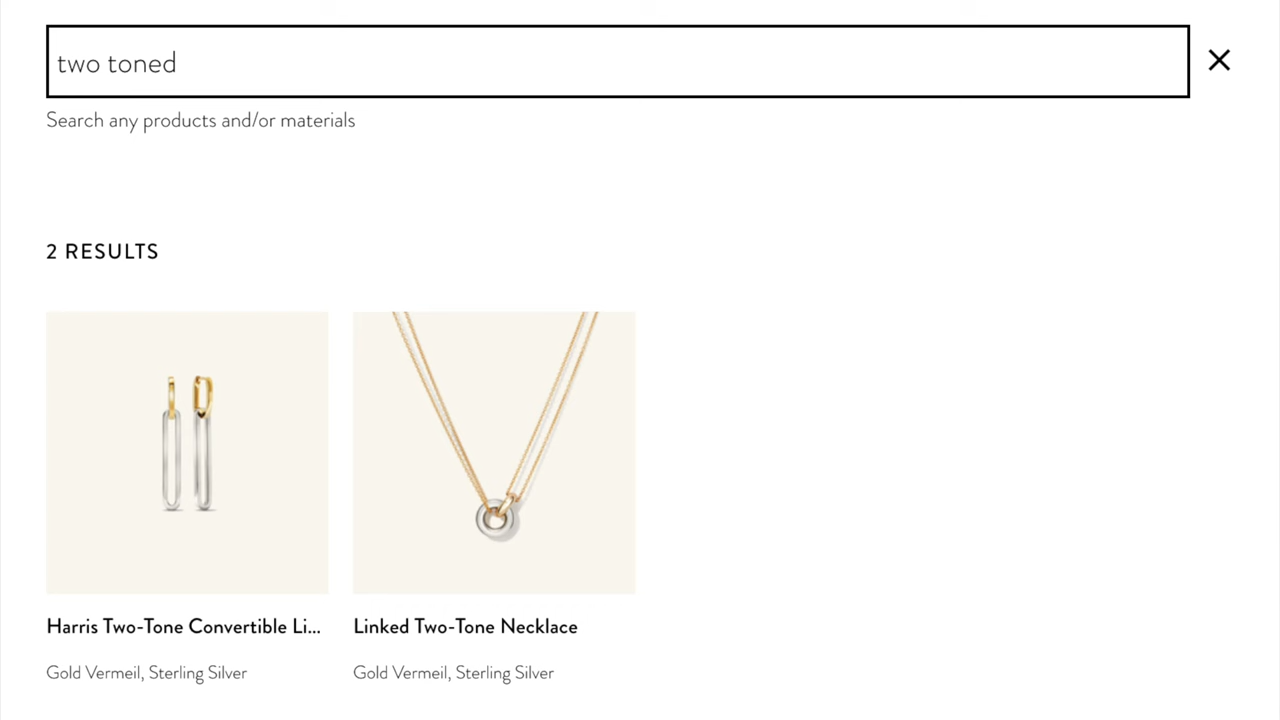 two toned
Search any products and/or materials
2 RESULTS
Harris Two-Tone Convertible Li...
Gold Vermeil, Sterling Silver
Linked Two-Tone Necklace
Gold Vermeil, Sterling Silver